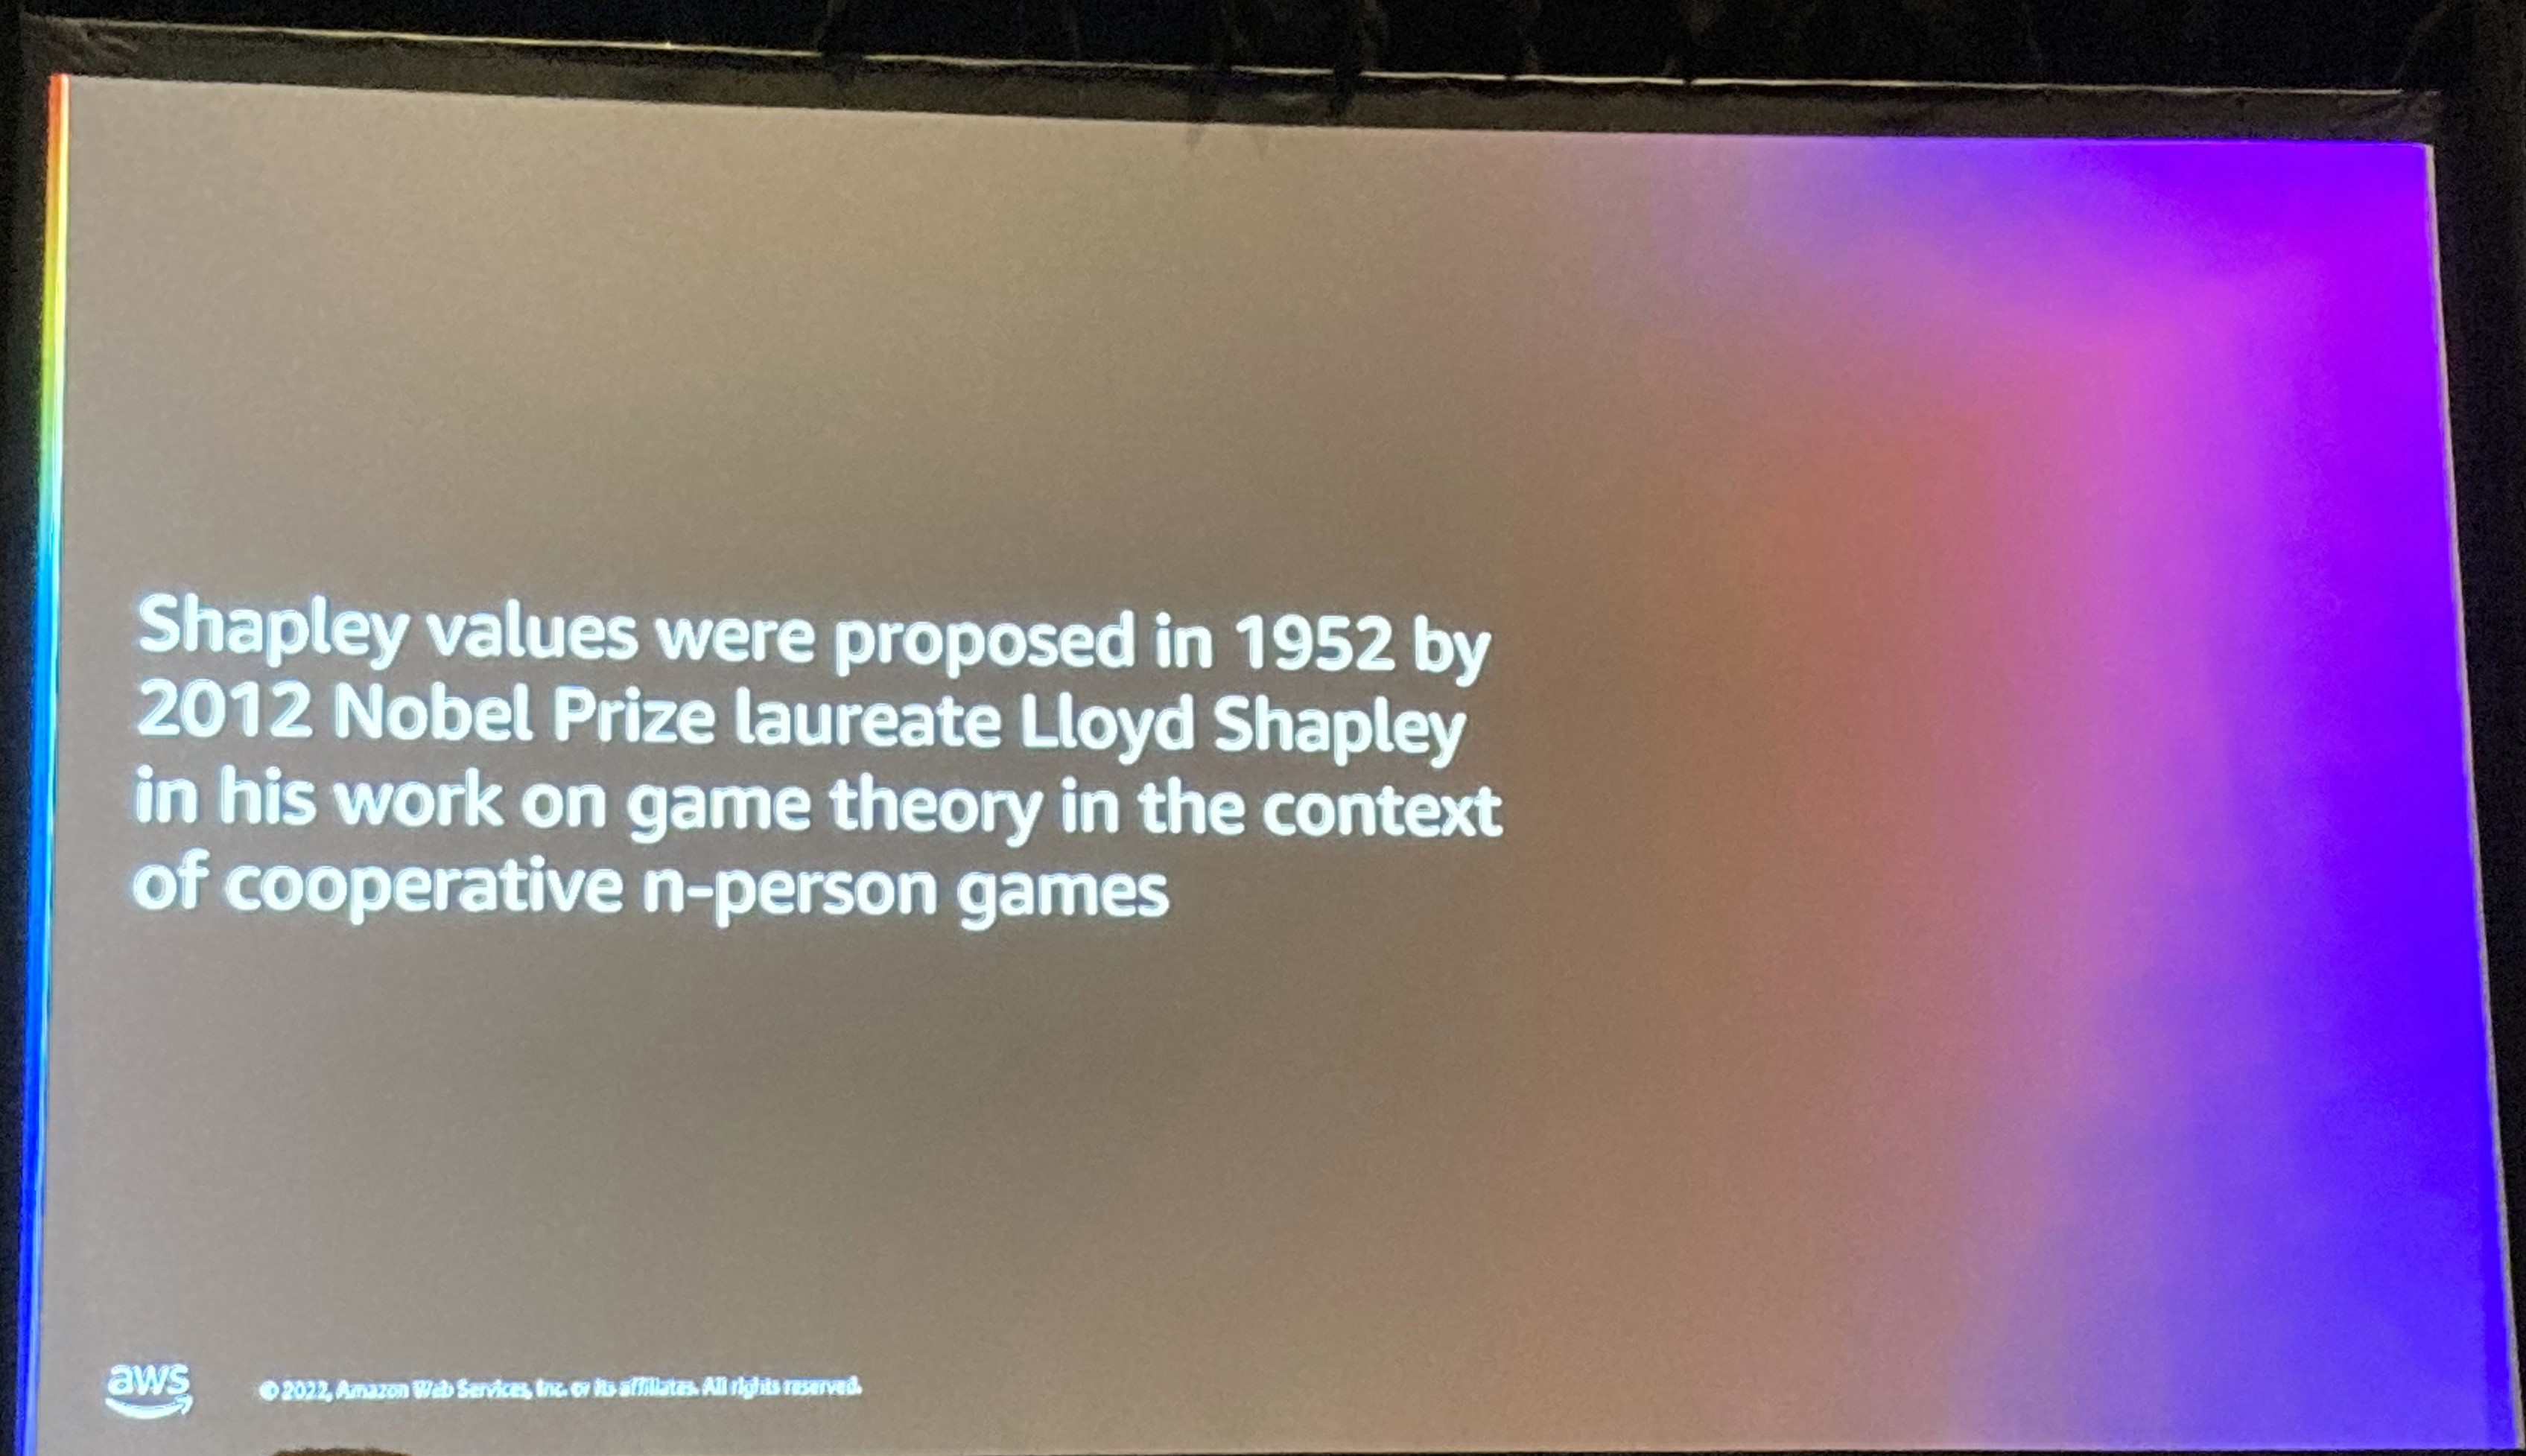 Shapley values were proposed in 1952 by
2012 Nobel Prize laureate Lloyd Shapley
in his work on game theory in the context
of cooperative n-person games
aws
© 2022, Amazon Web Services, Inc. or its affiliates. All rights reserved.